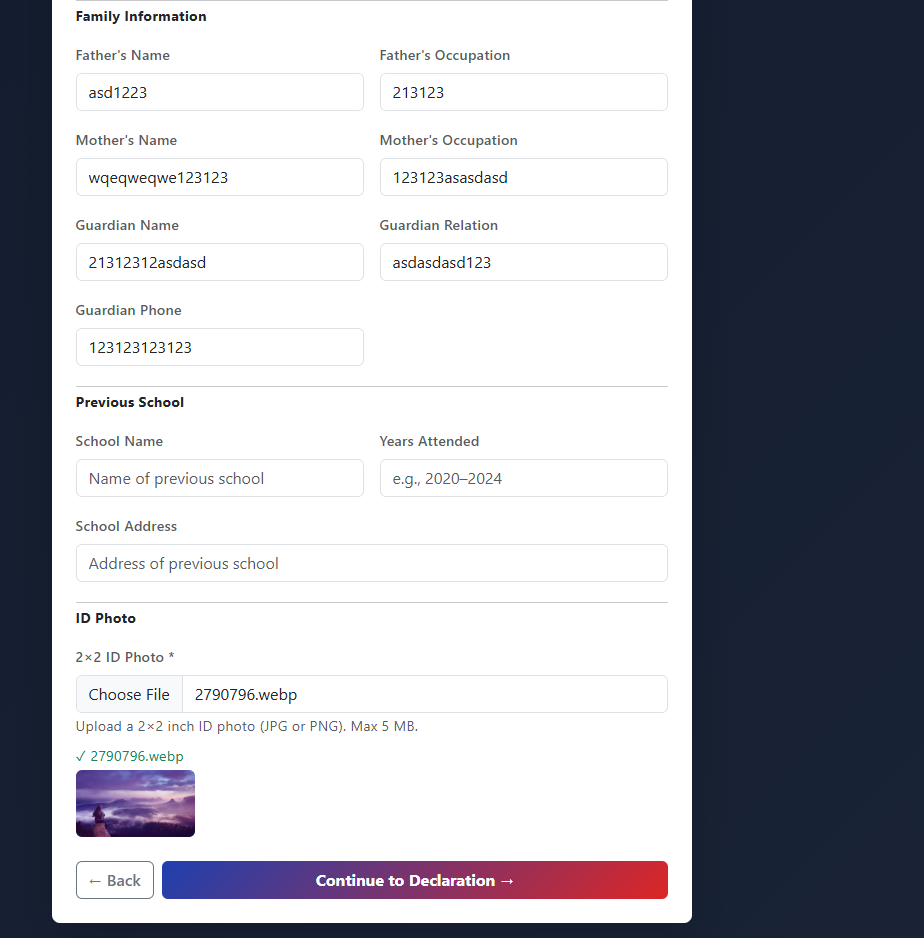 Family Information
Father's Name Father's Occupation
asd1223 213123
Mother's Name Mother's Occupation
wqeqweqwe123123 123123asasdasd
Guardian Name Guardian Relation
21312312asdasd asdasdasd123
Guardian Phone
123123123123
Previous School
School Name Years Attended
Name of previous school e.g., 2020–2024
School Address
Address of previous school
ID Photo
2×2 ID Photo *
Choose File 2790796.webp
Upload a 2×2 inch ID photo (JPG or PNG). Max 5 MB.
✓ 2790796.webp
← Back Continue to Declaration →